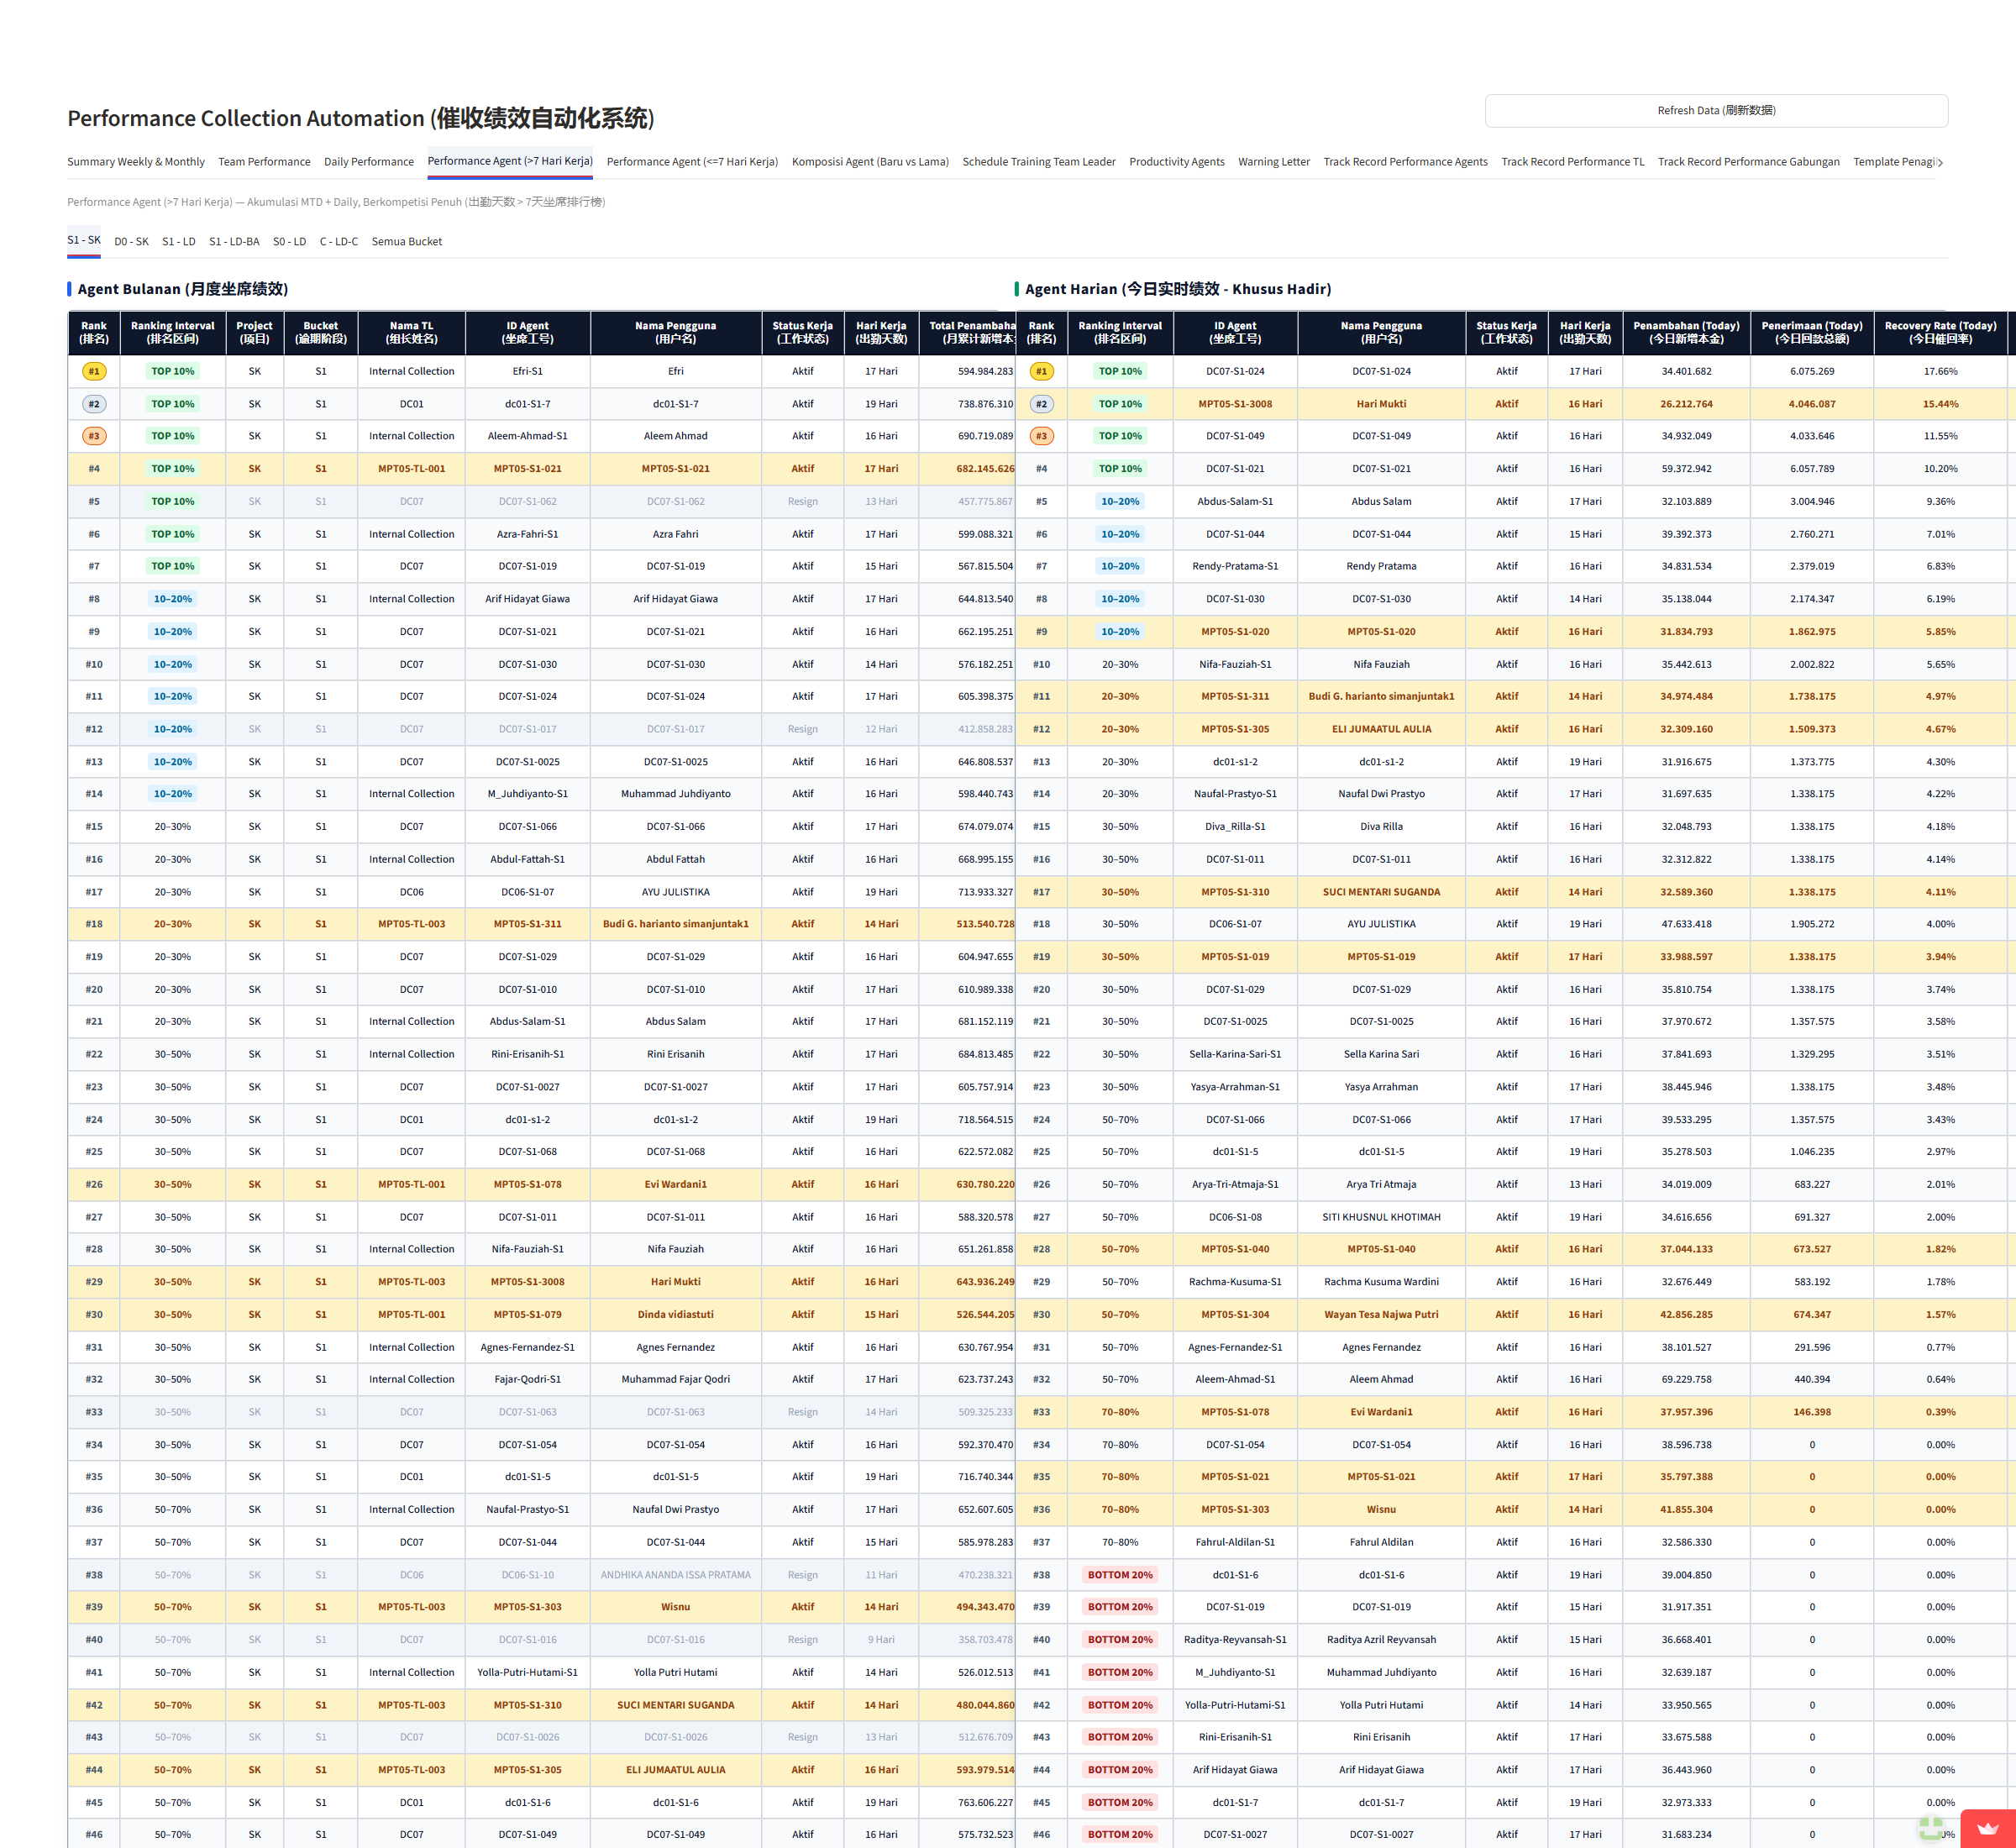 Performance Collection Automation (催收绩效自动化系统)
Refresh Data (刷新数据)
Summary Weekly & Monthly Team Performance Daily Performance Performance Agent (>7 Hari Kerja) Performance Agent (<=7 Hari Kerja) Komposisi Agent (Baru vs Lama) Schedule Training Team Leader Productivity Agents Warning Letter Track Record Performance Agents Track Record Performance TL Track Record Performance Gabungan Template Penagi
Performance Agent (>7 Hari Kerja) — Akumulasi MTD + Daily, Berkompetisi Penuh (出勤天数 > 7天坐席排行榜)
S1 - SK D0 - SK S1 - LD S1 - LD-BA S0 - LD C - LD-C Semua Bucket
Agent Bulanan (月度坐席绩效)
Rank Ranking Interval Project Bucket Nama TL ID Agent Nama Pengguna Status Kerja Hari Kerja Total Penambaha
(排名) (排名区间) (项目) (逾期阶段) (组长姓名) (坐席工号) (用户名) (工作状态) (出勤天数) (月累计新增本
#1 TOP 10% SK S1 Internal Collection Efri-S1 Efri Aktif 17 Hari 594.984.283
#2 TOP 10% SK S1 DC01 dc01-s1-7 dc01-s1-7 Aktif 19 Hari 738.876.310
#3 TOP 10% SK S1 Internal Collection Aleem-Ahmad-S1 Aleem Ahmad Aktif 16 Hari 690.719.089
#4 TOP 10% SK S1 MPT05-TL-001 MPT05-S1-021 MPT05-S1-021 Aktif 17 Hari 682.145.626
#5 TOP 10% SK S1 DC07 DC07-S1-062 DC07-S1-062 Resign 13 Hari 457.775.867
#6 TOP 10% SK S1 Internal Collection Azra-Fahri-S1 Azra Fahri Aktif 17 Hari 599.088.321
#7 TOP 10% SK S1 DC07 DC07-S1-019 DC07-S1-019 Aktif 15 Hari 567.815.504
#8 10–20% SK S1 Internal Collection Arif Hidayat Giawa Arif Hidayat Giawa Aktif 17 Hari 644.813.540
#9 10–20% SK S1 DC07 DC07-S1-021 DC07-S1-021 Aktif 16 Hari 662.195.251
#10 10–20% SK S1 DC07 DC07-S1-030 DC07-S1-030 Aktif 14 Hari 576.182.251
#11 10–20% SK S1 DC07 DC07-S1-024 DC07-S1-024 Aktif 17 Hari 605.398.375
#12 10–20% SK S1 DC07 DC07-S1-017 DC07-S1-017 Resign 12 Hari 412.858.283
#13 10–20% SK S1 DC07 DC07-S1-0025 DC07-S1-0025 Aktif 16 Hari 646.808.537
#14 10–20% SK S1 Internal Collection M_Juhdiyanto-S1 Muhammad Juhdiyanto Aktif 16 Hari 598.440.743
#15 20–30% SK S1 DC07 DC07-S1-066 DC07-S1-066 Aktif 17 Hari 674.079.074
#16 20–30% SK S1 Internal Collection Abdul-Fattah-S1 Abdul Fattah Aktif 16 Hari 668.995.155
#17 20–30% SK S1 DC06 DC06-S1-07 AYU JULISTIKA Aktif 19 Hari 713.933.327
#18 20–30% SK S1 MPT05-TL-003 MPT05-S1-311 Budi G. harianto simanjuntak1 Aktif 14 Hari 513.540.728
#19 20–30% SK S1 DC07 DC07-S1-029 DC07-S1-029 Aktif 16 Hari 604.947.655
#20 20–30% SK S1 DC07 DC07-S1-010 DC07-S1-010 Aktif 17 Hari 610.989.338
#21 20–30% SK S1 Internal Collection Abdus-Salam-S1 Abdus Salam Aktif 17 Hari 681.152.119
#22 30–50% SK S1 Internal Collection Rini-Erisanih-S1 Rini Erisanih Aktif 17 Hari 684.813.485
#23 30–50% SK S1 DC07 DC07-S1-0027 DC07-S1-0027 Aktif 17 Hari 605.757.914
#24 30–50% SK S1 DC01 dc01-s1-2 dc01-s1-2 Aktif 19 Hari 718.564.515
#25 30–50% SK S1 DC07 DC07-S1-068 DC07-S1-068 Aktif 17 Hari 622.572.082
#26 30–50% SK S1 MPT05-TL-001 MPT05-S1-078 Evi Wardani1 Aktif 16 Hari 630.780.220
#27 30–50% SK S1 DC07 DC07-S1-011 DC07-S1-011 Aktif 16 Hari 588.320.578
#28 30–50% SK S1 Internal Collection Nifa-Fauziah-S1 Nifa Fauziah Aktif 16 Hari 651.261.858
#29 30–50% SK S1 MPT05-TL-003 MPT05-S1-3008 Hari Mukti Aktif 16 Hari 643.936.249
#30 30–50% SK S1 MPT05-TL-001 MPT05-S1-079 Dinda vidiastuti Aktif 15 Hari 526.544.205
#31 30–50% SK S1 Internal Collection Agnes-Fernandez-S1 Agnes Fernandez Aktif 16 Hari 630.767.954
#32 30–50% SK S1 Internal Collection Fajar-Qodri-S1 Muhammad Fajar Qodri Aktif 17 Hari 623.737.243
#33 30–50% SK S1 DC07 DC07-S1-063 DC07-S1-063 Resign 14 Hari 509.325.233
#34 30–50% SK S1 DC07 DC07-S1-054 DC07-S1-054 Aktif 16 Hari 592.370.470
#35 30–50% SK S1 DC01 dc01-S1-5 dc01-S1-5 Aktif 19 Hari 716.740.344
#36 50–70% SK S1 Internal Collection Naufal-Prastyo-S1 Naufal Dwi Prastyo Aktif 17 Hari 652.607.605
#37 50–70% SK S1 DC07 DC07-S1-044 DC07-S1-044 Aktif 15 Hari 585.978.283
#38 50–70% SK S1 DC06 DC06-S1-10 ANDHIKA ANANDA ISSA PRATAMA Resign 11 Hari 470.238.321
#39 50–70% SK S1 MPT05-TL-003 MPT05-S1-303 Wisnu Aktif 14 Hari 494.343.470
#40 50–70% SK S1 DC07 DC07-S1-016 DC07-S1-016 Resign 9 Hari 358.703.478
#41 50–70% SK S1 Internal Collection Yolla-Putri-Hutami-S1 Yolla Putri Hutami Aktif 14 Hari 526.012.513
#42 50–70% SK S1 MPT05-TL-003 MPT05-S1-310 SUCI MENTARI SUGANDA Aktif 14 Hari 480.044.860
#43 50–70% SK S1 DC07 DC07-S1-0026 DC07-S1-0026 Resign 13 Hari 512.676.709
#44 50–70% SK S1 MPT05-TL-003 MPT05-S1-305 ELI JUMAATUL AULIA Aktif 16 Hari 593.979.514
#45 50–70% SK S1 DC01 dc01-S1-6 dc01-s1-6 Aktif 19 Hari 763.606.227
#46 50–70% SK S1 DC07 DC07-S1-049 DC07-S1-049 Aktif 16 Hari 575.732.523
Agent Harian (今日实时绩效 - Khusus Hadir)
Rank Ranking Interval ID Agent Nama Pengguna Status Kerja Hari Kerja Penambahan (Today) Penerimaan (Today) Recovery Rate (Today)
(排名) (排名区间) (坐席工号) (用户名) (工作状态) (出勤天数) (今日新增本金) (今日回款总额) (今日催回率)
#1 TOP 10% DC07-S1-024 DC07-S1-024 Aktif 17 Hari 34.401.682 6.075.269 17.66%
#2 TOP 10% MPT05-S1-3008 Hari Mukti Aktif 16 Hari 26.212.764 4.046.087 15.44%
#3 TOP 10% DC07-S1-049 DC07-S1-049 Aktif 16 Hari 34.932.049 4.033.646 11.55%
#4 TOP 10% DC07-S1-021 DC07-S1-021 Aktif 16 Hari 59.372.942 6.057.789 10.20%
#5 10–20% Abdus-Salam-S1 Abdus Salam Aktif 17 Hari 32.103.889 3.004.946 9.36%
#6 10–20% DC07-S1-044 DC07-S1-044 Aktif 15 Hari 39.392.373 2.760.271 7.01%
#7 10–20% Rendy-Pratama-S1 Rendy Pratama Aktif 16 Hari 34.831.534 2.379.019 6.83%
#8 10–20% DC07-S1-030 DC07-S1-030 Aktif 14 Hari 35.138.044 2.174.347 6.19%
#9 10–20% MPT05-S1-020 MPT05-S1-020 Aktif 16 Hari 31.834.793 1.862.975 5.85%
#10 20–30% Nifa-Fauziah-S1 Nifa Fauziah Aktif 16 Hari 35.442.613 2.002.822 5.65%
#11 20–30% MPT05-S1-311 Budi G. harianto simanjuntak1 Aktif 14 Hari 34.974.484 1.738.175 4.97%
#12 20–30% MPT05-S1-305 ELI JUMAATUL AULIA Aktif 16 Hari 32.309.160 1.509.373 4.67%
#13 20–30% dc01-s1-2 dc01-s1-2 Aktif 19 Hari 31.916.675 1.373.775 4.30%
#14 20–30% Naufal-Prastyo-S1 Naufal Dwi Prastyo Aktif 17 Hari 31.697.635 1.338.175 4.22%
#15 30–50% Diva_Rilla-S1 Diva Rilla Aktif 16 Hari 32.048.793 1.338.175 4.18%
#16 30–50% DC07-S1-011 DC07-S1-011 Aktif 16 Hari 32.312.822 1.338.175 4.14%
#17 30–50% MPT05-S1-310 SUCI MENTARI SUGANDA Aktif 14 Hari 32.589.360 1.338.175 4.11%
#18 30–50% DC06-S1-07 AYU JULISTIKA Aktif 19 Hari 47.633.418 1.905.272 4.00%
#19 30–50% MPT05-S1-019 MPT05-S1-019 Aktif 17 Hari 33.988.597 1.338.175 3.94%
#20 30–50% DC07-S1-029 DC07-S1-029 Aktif 16 Hari 35.810.754 1.338.175 3.74%
#21 30–50% DC07-S1-0025 DC07-S1-0025 Aktif 16 Hari 37.970.672 1.357.575 3.58%
#22 30–50% Sella-Karina-Sari-S1 Sella Karina Sari Aktif 16 Hari 37.841.693 1.329.295 3.51%
#23 30–50% Yasya-Arrahman-S1 Yasya Arrahman Aktif 17 Hari 38.445.946 1.338.175 3.48%
#24 50–70% DC07-S1-066 DC07-S1-066 Aktif 17 Hari 39.533.295 1.357.575 3.43%
#25 50–70% dc01-S1-5 dc01-S1-5 Aktif 19 Hari 35.278.503 1.046.235 2.97%
#26 50–70% Arya-Tri-Atmaja-S1 Arya Tri Atmaja Aktif 13 Hari 34.019.009 683.227 2.01%
#27 50–70% DC06-S1-08 SITI KHUSNUL KHOTIMAH Aktif 19 Hari 34.616.656 691.327 2.00%
#28 50–70% MPT05-S1-040 MPT05-S1-040 Aktif 16 Hari 37.044.133 673.527 1.82%
#29 50–70% Rachma-Kusuma-S1 Rachma Kusuma Wardini Aktif 16 Hari 32.676.449 583.192 1.78%
#30 50–70% MPT05-S1-304 Wayan Tesa Najwa Putri Aktif 16 Hari 42.856.285 674.347 1.57%
#31 50–70% Agnes-Fernandez-S1 Agnes Fernandez Aktif 16 Hari 38.101.527 291.596 0.77%
#32 50–70% Aleem-Ahmad-S1 Aleem Ahmad Aktif 16 Hari 69.229.758 440.394 0.64%
#33 70–80% MPT05-S1-078 Evi Wardani1 Aktif 16 Hari 37.957.396 146.398 0.39%
#34 70–80% DC07-S1-054 DC07-S1-054 Aktif 16 Hari 38.596.738 0 0.00%
#35 70–80% MPT05-S1-021 MPT05-S1-021 Aktif 17 Hari 35.797.388 0 0.00%
#36 70–80% MPT05-S1-303 Wisnu Aktif 14 Hari 41.855.304 0 0.00%
#37 70–80% Fahrul-Aldilan-S1 Fahrul Aldilan Aktif 16 Hari 32.586.330 0 0.00%
#38 BOTTOM 20% dc01-S1-6 dc01-s1-6 Aktif 19 Hari 39.004.850 0 0.00%
#39 BOTTOM 20% DC07-S1-019 DC07-S1-019 Aktif 15 Hari 31.917.351 0 0.00%
#40 BOTTOM 20% Raditya-Reyvansah-S1 Raditya Azril Reyvansah Aktif 15 Hari 36.668.401 0 0.00%
#41 BOTTOM 20% M_Juhdiyanto-S1 Muhammad Juhdiyanto Aktif 16 Hari 32.639.187 0 0.00%
#42 BOTTOM 20% Yolla-Putri-Hutami-S1 Yolla Putri Hutami Aktif 14 Hari 33.950.565 0 0.00%
#43 BOTTOM 20% Rini-Erisanih-S1 Rini Erisanih Aktif 17 Hari 33.675.588 0 0.00%
#44 BOTTOM 20% Arif Hidayat Giawa Arif Hidayat Giawa Aktif 17 Hari 36.443.960 0 0.00%
#45 BOTTOM 20% dc01-S1-7 dc01-s1-7 Aktif 19 Hari 32.973.333 0 0.00%
#46 BOTTOM 20% DC07-S1-0027 DC07-S1-0027 Aktif 17 Hari 31.683.234 0